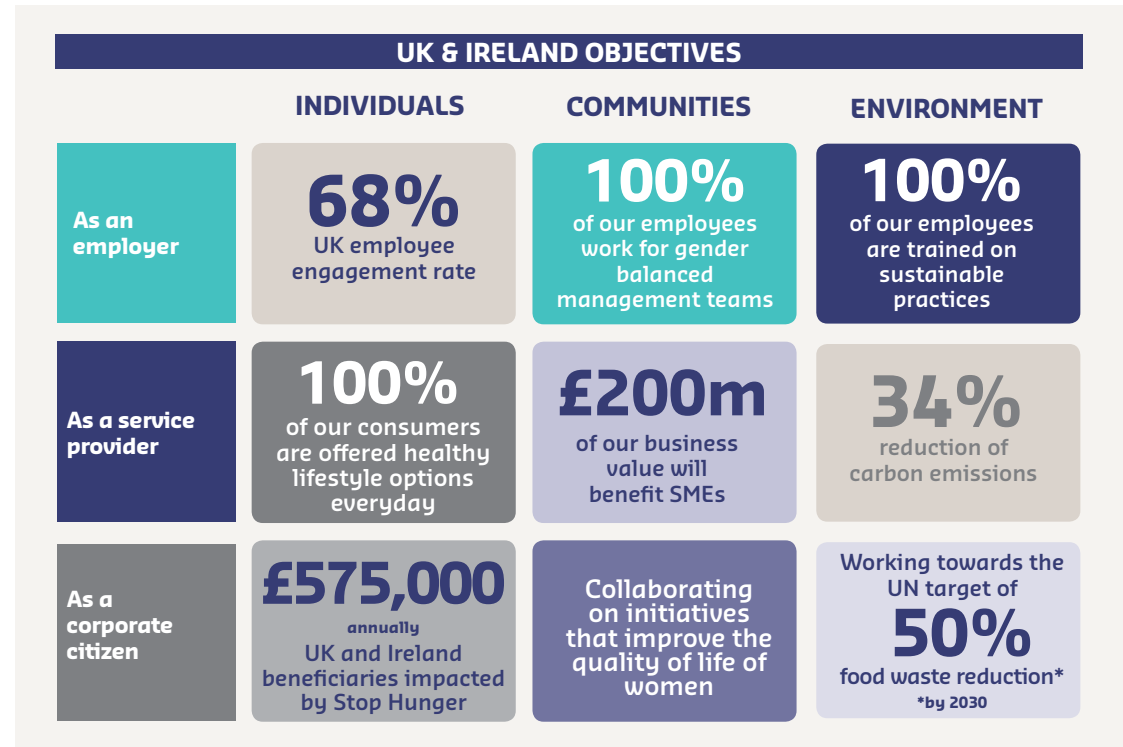 UK & IRELAND OBJECTIVES
INDIVIDUALS
COMMUNITIES
ENVIRONMENT
As an
employer
68%
UK employee
engagement rate
100%
of our employees
work for gender
balanced
management teams
100%
of our employees
are trained on
sustainable
practices
As a service
provider
100%
of our consumers
are offered healthy
lifestyle options
everyday
£200m
of our business
value will
benefit SMEs
34%
reduction of
carbon emissions
As a
corporate
citizen
£575,000
annually
UK and Ireland
beneficiaries impacted
by Stop Hunger
Collaborating
on initiatives
that improve the
quality of life of
women
Working towards the
UN target of
50%
food waste reduction*
*by 2030